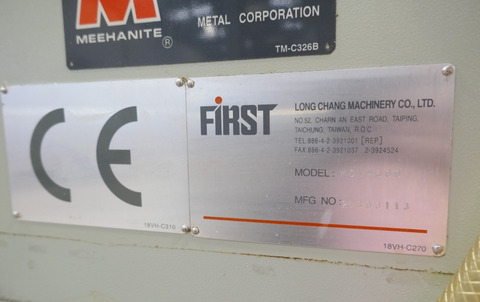 M
MEEHANITE ®
METAL CORPORATION
TM-C326B
CE
18VH-C310
FIRST
LONG CHANG MACHINERY CO., LTD.
NO.52, CHARN AN EAST ROAD, TAIPING,
TAICHUNG, TAIWAN, R.O.C
TEL:886-4-2-3921201 [REP]
FAX:886-4-2-3921037 2-3924524
MODEL:
MFG NO:
18VH-C270